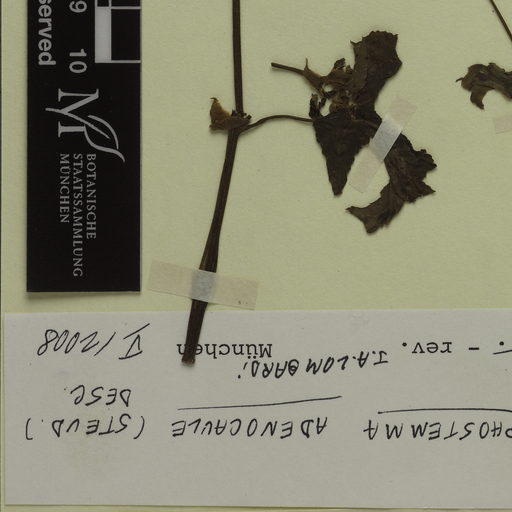 served
9 10
M
BOTANISCHE
STAATSSAMMLUNG
MÜNCHEN
PHOSTEMMA ADENOCAULE (STEUD.)
DESC.
. - rev. J.A.LOMBARDI, München V/2008